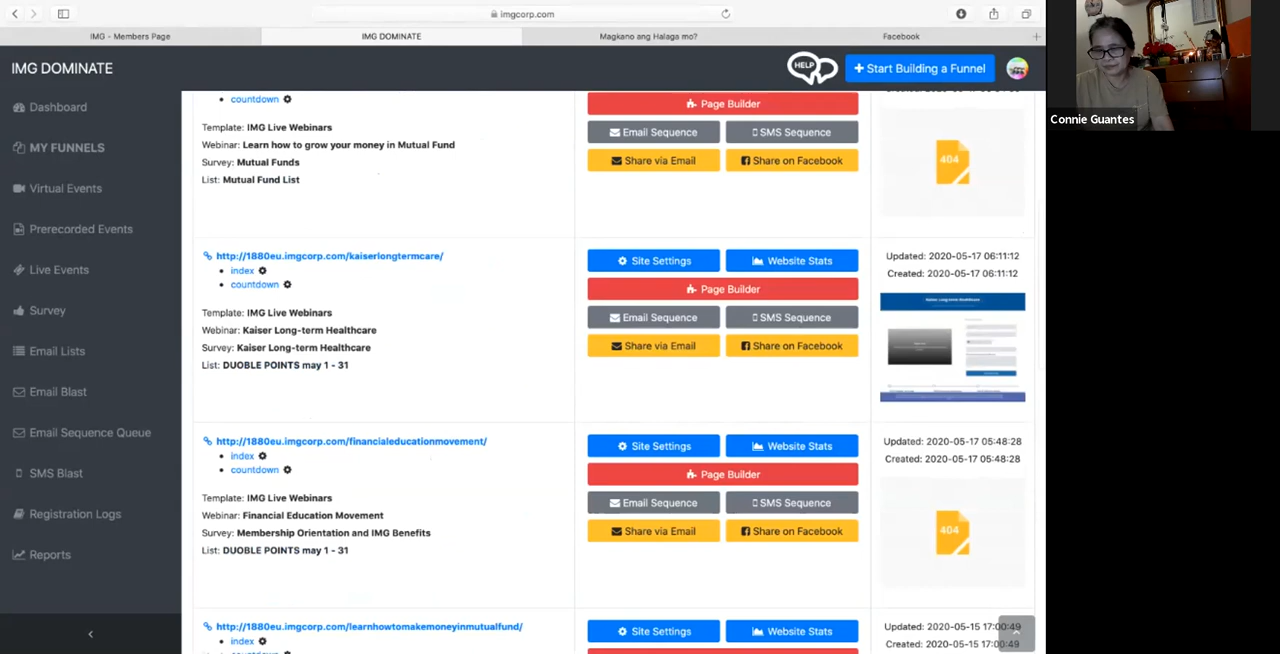 imgcorp.com
IMG - Members Page
IMG DOMINATE
Magkano ang Halaga mo?
Facebook
IMG DOMINATE
HELP
Start Building a Funnel
Dashboard
MY FUNNELS
Virtual Events
Prerecorded Events
Live Events
Survey
Email Lists
Email Blast
Email Sequence Queue
SMS Blast
Registration Logs
Reports
countdown
Template: IMG Live Webinars
Webinar: Learn how to grow your money in Mutual Fund
Survey: Mutual Funds
List: Mutual Fund List
Page Builder
Email Sequence
SMS Sequence
Share via Email
Share on Facebook
404
http://1880eu.imgcorp.com/kaiserlongtermcare/
index
countdown
Template: IMG Live Webinars
Webinar: Kaiser Long-term Healthcare
Survey: Kaiser Long-term Healthcare
List: DUOBLE POINTS may 1 - 31
Site Settings
Website Stats
Page Builder
Email Sequence
SMS Sequence
Share via Email
Share on Facebook
Updated: 2020-05-17 06:11:12
Created: 2020-05-17 06:11:12
Kaiser Long-term Healthcare
http://1880eu.imgcorp.com/financialeducationmovement/
index
countdown
Template: IMG Live Webinars
Webinar: Financial Education Movement
Survey: Membership Orientation and IMG Benefits
List: DUOBLE POINTS may 1 - 31
Site Settings
Website Stats
Page Builder
Email Sequence
SMS Sequence
Share via Email
Share on Facebook
Updated: 2020-05-17 05:48:28
Created: 2020-05-17 05:48:28
404
http://1880eu.imgcorp.com/learnhowtomakemoneyinmutualfund/
index
Site Settings
Website Stats
Updated: 2020-05-15 17:00:49
Created: 2020-05-15 17:00:49
Connie Guantes